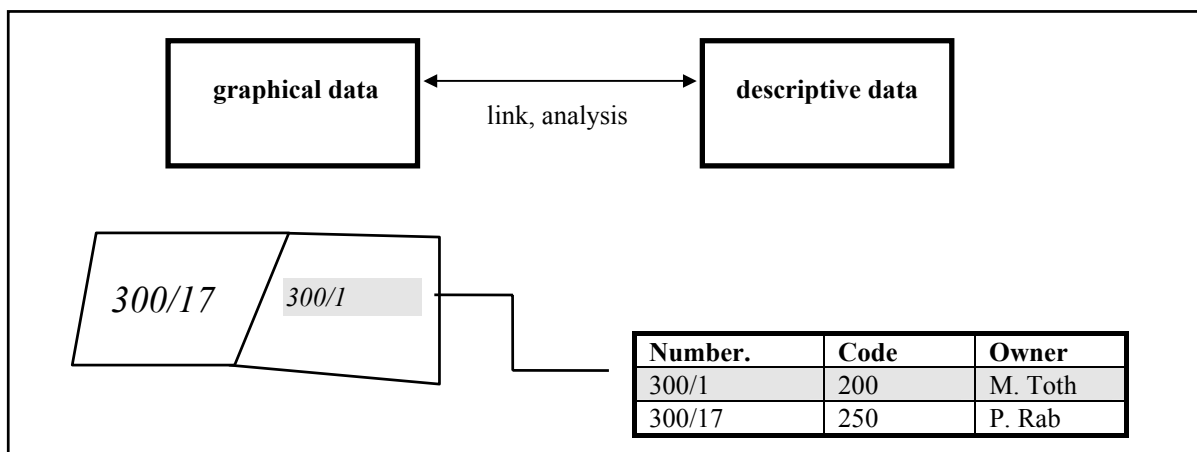 graphical data
descriptive data
link, analysis
300/17
300/1
Number. Code Owner
300/1 200 M. Toth
300/17 250 P. Rab